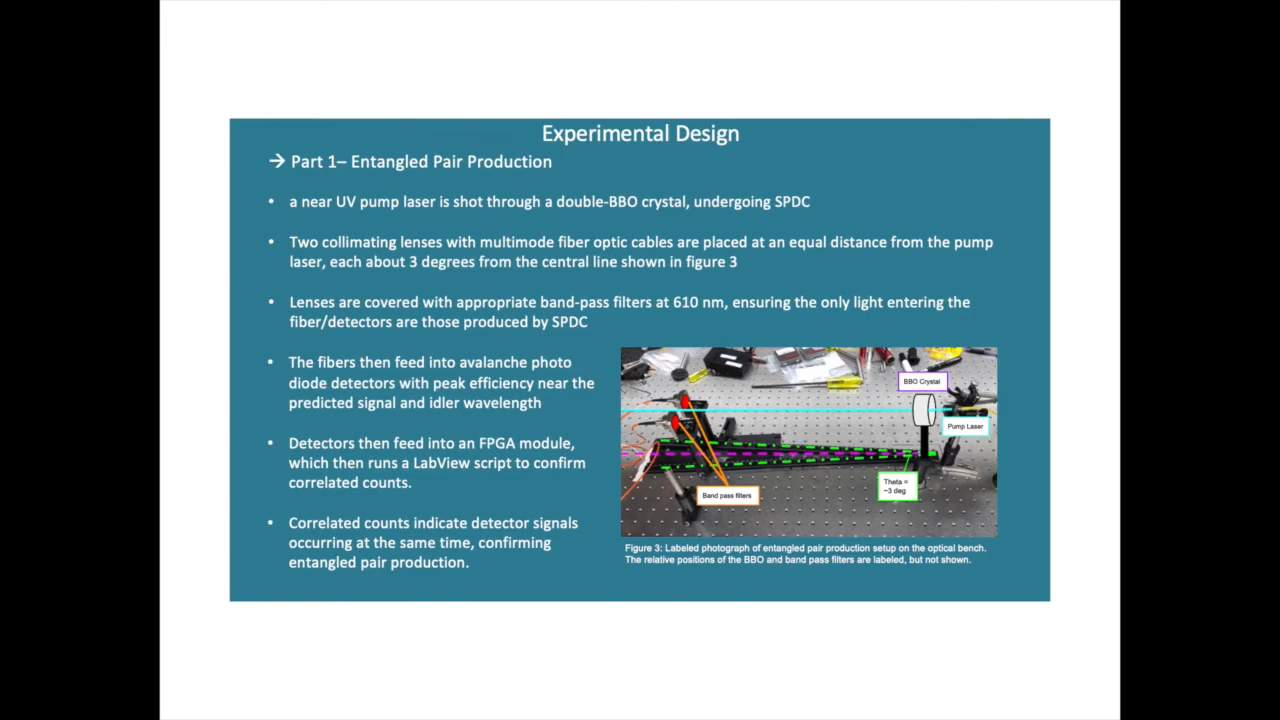 Experimental Design
→ Part 1– Entangled Pair Production
• a near UV pump laser is shot through a double-BBO crystal, undergoing SPDC
• Two collimating lenses with multimode fiber optic cables are placed at an equal distance from the pump
laser, each about 3 degrees from the central line shown in figure 3
• Lenses are covered with appropriate band-pass filters at 610 nm, ensuring the only light entering the
fiber/detectors are those produced by SPDC
• The fibers then feed into avalanche photo
diode detectors with peak efficiency near the
predicted signal and idler wavelength
• Detectors then feed into an FPGA module,
which then runs a LabView script to confirm
correlated counts.
• Correlated counts indicate detector signals
occurring at the same time, confirming
entangled pair production.
BBO Crystal
Pump Laser
Theta =
~3 deg
Band pass filters
Figure 3: Labeled photograph of entangled pair production setup on the optical bench.
The relative positions of the BBO and band pass filters are labeled, but not shown.